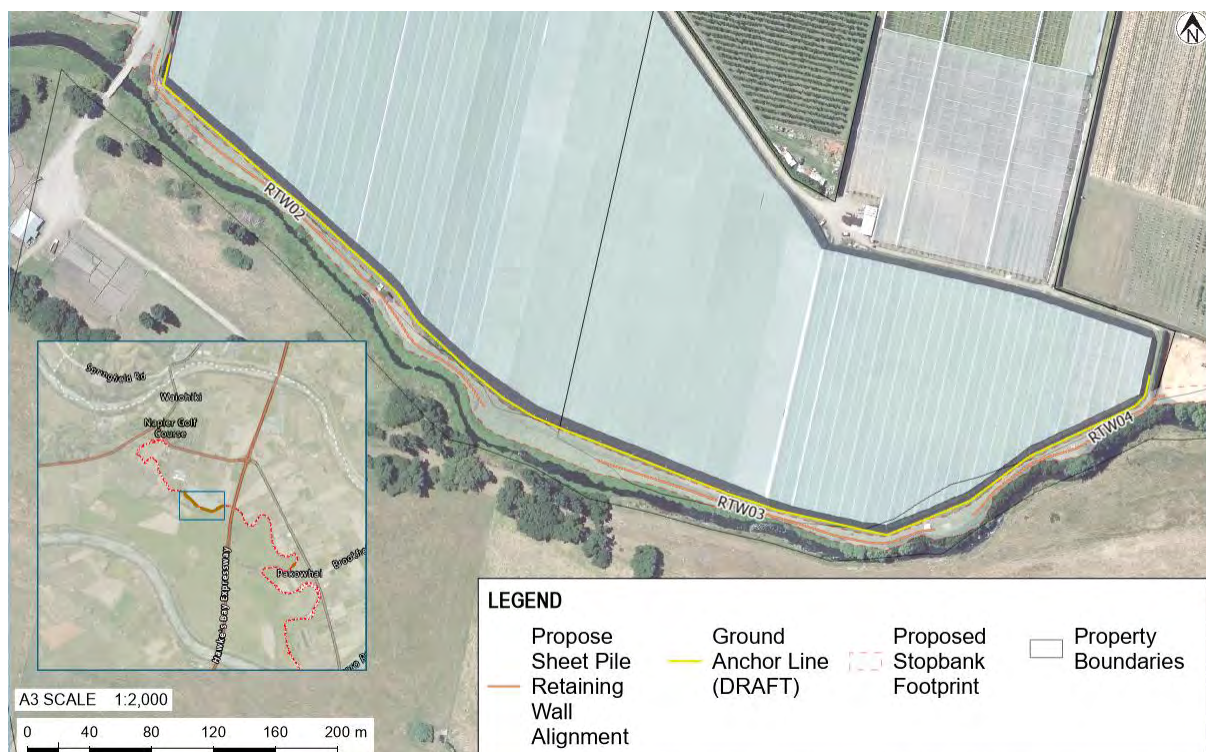 N
RTW02
RTW03
RTW04
Springfield Rd
Waiohiki
Napier Golf
Course
Hawke's Bay Expressway
Pakowhai
LEGEND
Propose
Sheet Pile
Retaining
Wall
Alignment
Ground
Anchor Line
(DRAFT)
Proposed
Stopbank
Footprint
Property
Boundaries
A3 SCALE 1:2,000
0 40 80 120 160 200 m